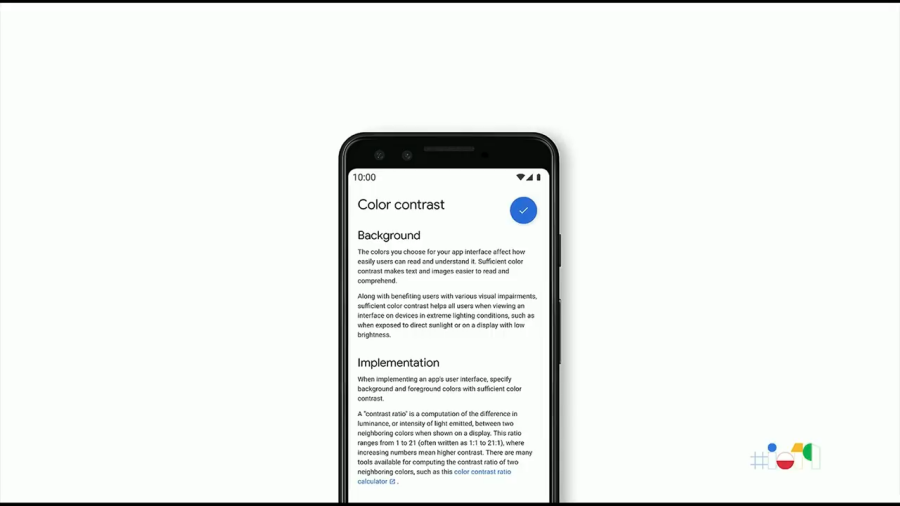 10:00
Color contrast
Background
The colors you choose for your app interface affect how
easily users can read and understand it. Sufficient color
contrast makes text and images easier to read and
comprehend.
Along with benefiting users with various visual impairments,
sufficient color contrast helps all users when viewing an
interface on devices in extreme lighting conditions, such as
when exposed to direct sunlight or on a display with low
brightness.
Implementation
When implementing an app's user interface, specify
background and foreground colors with sufficient color
contrast.
A "contrast ratio" is a computation of the difference in
luminance, or intensity of light emitted, between two
neighboring colors when shown on a display. This ratio
ranges from 1 to 21 (often written as 1:1 to 21:1), where
increasing numbers mean higher contrast. There are many
tools available for computing the contrast ratio of two
neighboring colors, such as this color contrast ratio
calculator .
#io19